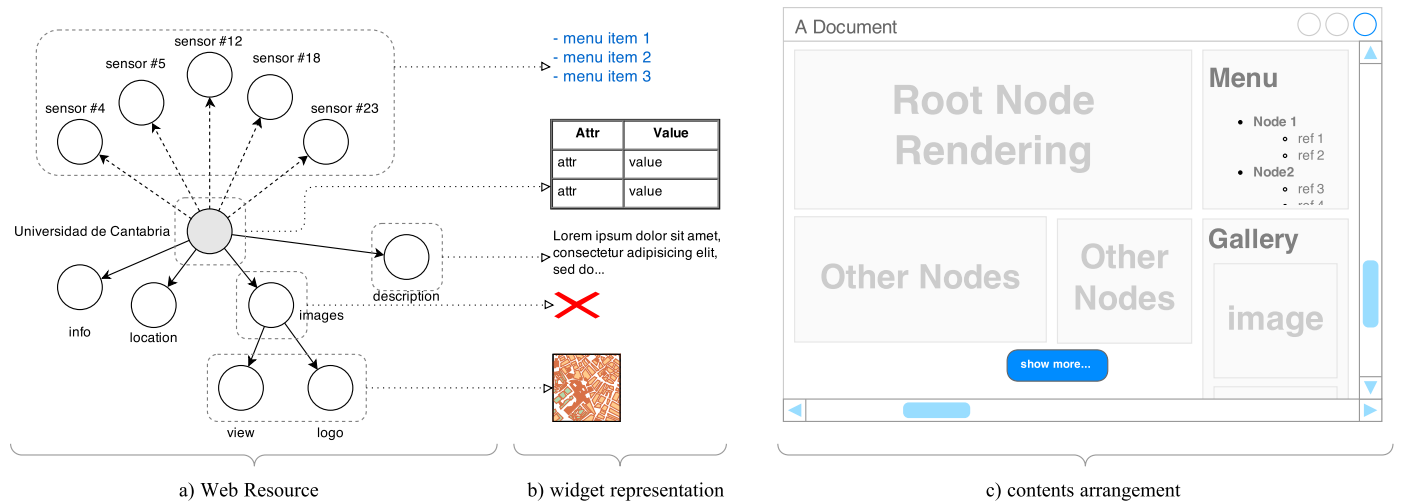 sensor #12
sensor #5
sensor #18
sensor #4
sensor #23
Universidad de Cantabria
info
location
images
description
view
logo
a) Web Resource
- menu item 1
- menu item 2
- menu item 3
Attr Value
attr value
attr value
Lorem ipsum dolor sit amet,
consectetur adipisicing elit,
sed do...
b) widget representation
A Document
Root Node
Rendering
Menu
• Node 1
ref 1
ref 2
• Node2
ref 3
Other Nodes
Other
Nodes
Gallery
image
show more...
c) contents arrangement